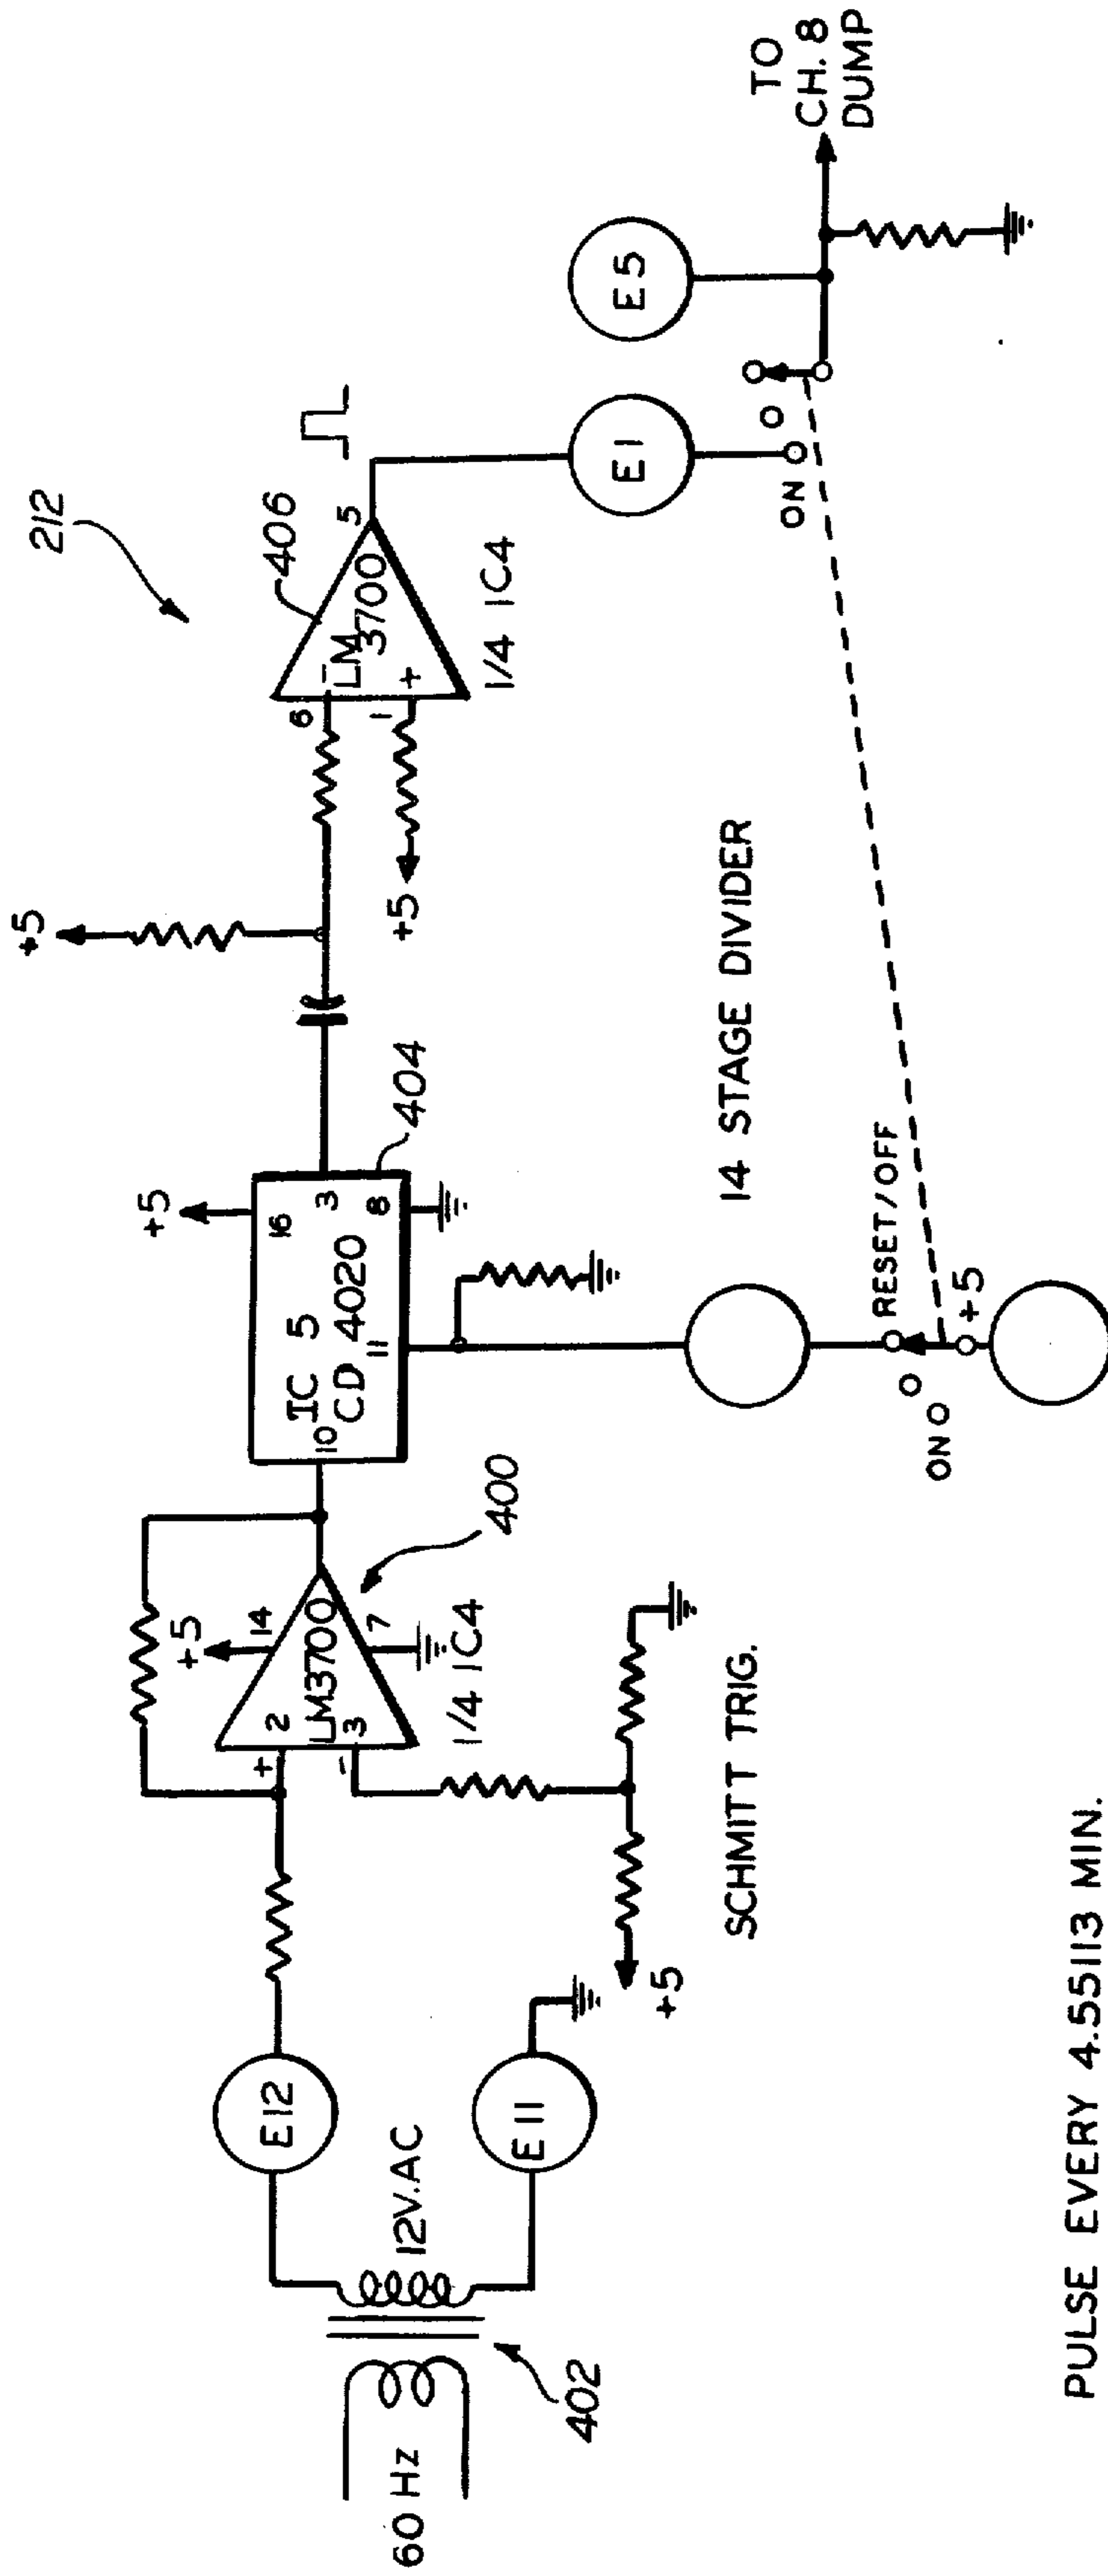 212
60 Hz
402
12V.AC
E12
E11
+
2
-
3
LM3700
14
+5
7
1/4 IC4
400
+5
SCHMITT TRIG.
IC 5
CD 4020
10
11
16
3
8
+5
404
+5
+5
6
1
-
+
LM
3700
5
406
1/4 IC4
E1
E5
ON
TO
CH. 8
DUMP
14 STAGE DIVIDER
RESET/OFF
ON
+5
PULSE EVERY 4.55113 MIN.